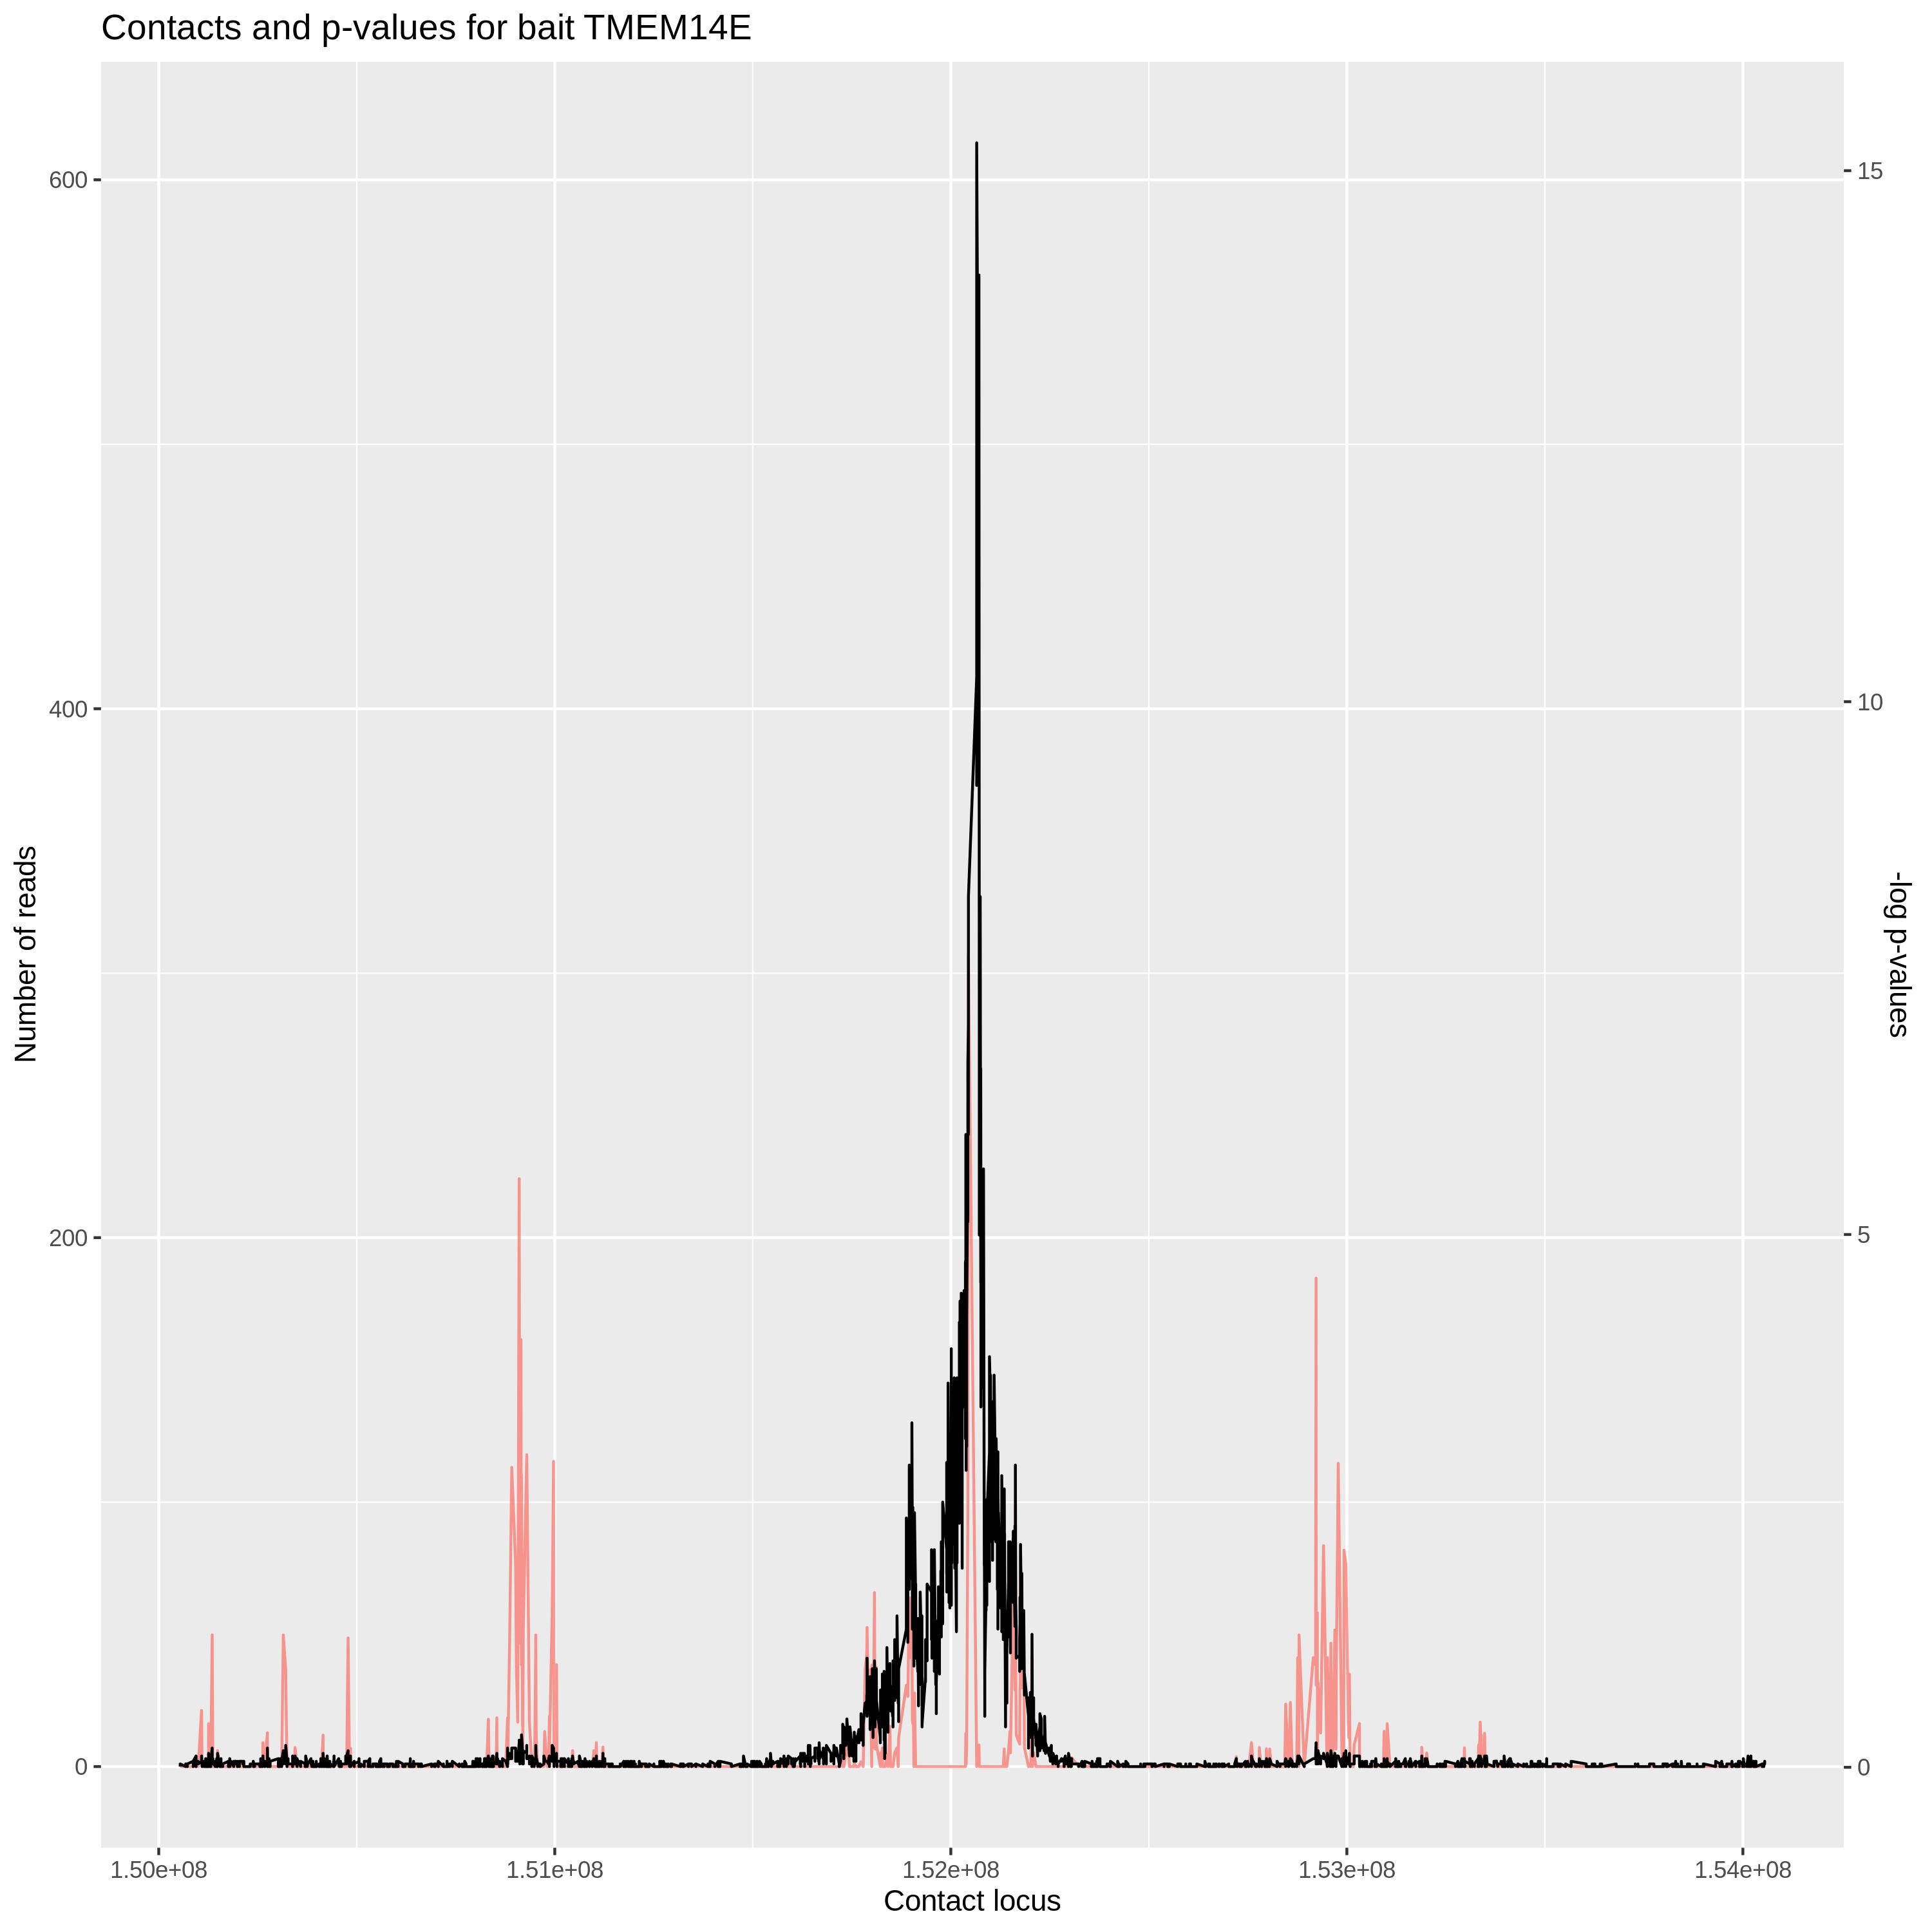 Contacts and p-values for bait TMEM14E
600
400
200
0
Number of reads
15
10
5
0
-log p-values
1.50e+08
1.51e+08
1.52e+08
1.53e+08
1.54e+08
Contact locus